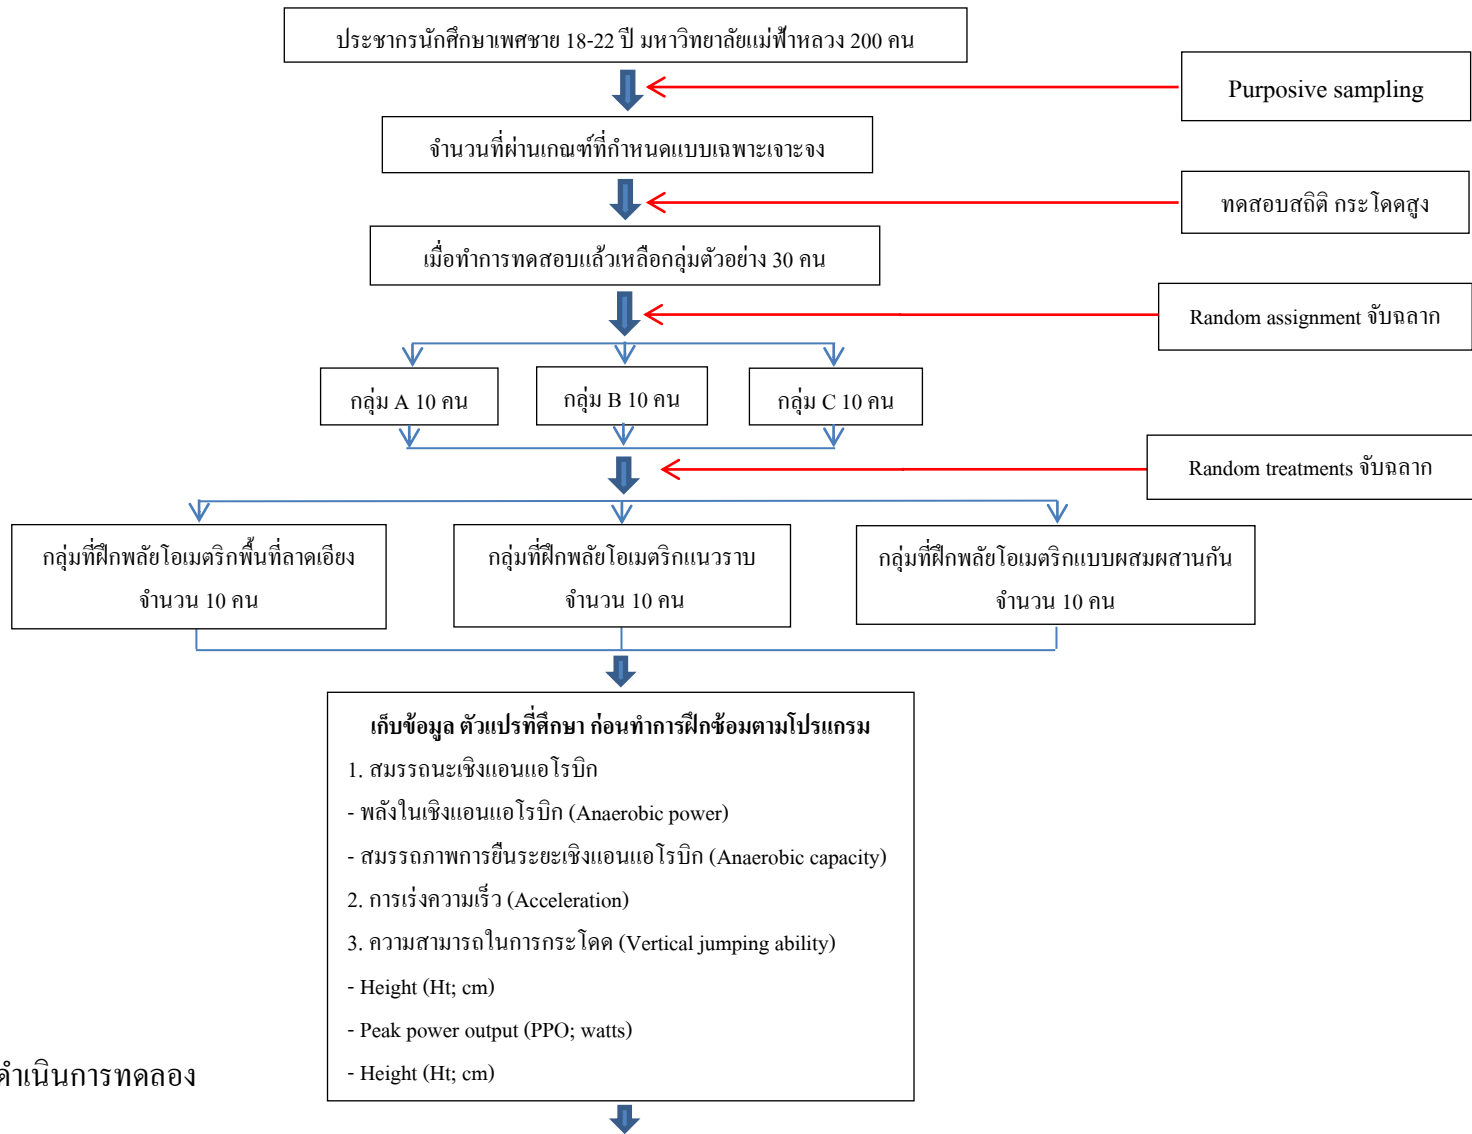 ประชากรนักศึกษาเพศชาย 18-22 ปี มหาวิทยาลัยแม่ฟ้าหลวง 200 คน
Purposive sampling
จำนวนที่ผ่านเกณฑ์ที่กำหนดแบบเฉพาะเจาะจง
ทดสอบสถิติ กระโดดสูง
เมื่อทำการทดสอบแล้วเหลือกลุ่มตัวอย่าง 30 คน
Random assignment จับฉลาก
กลุ่ม A 10 คน
กลุ่ม B 10 คน
กลุ่ม C 10 คน
Random treatments จับฉลาก
กลุ่มที่ฝึกพลัยโอเมตริกพื้นที่ลาดเอียง
จำนวน 10 คน
กลุ่มที่ฝึกพลัยโอเมตริกแนวราบ
จำนวน 10 คน
กลุ่มที่ฝึกพลัยโอเมตริกแบบผสมผสานกัน
จำนวน 10 คน
เก็บข้อมูล ตัวแปรที่ศึกษา ก่อนทำการฝึกซ้อมตามโปรแกรม
1. สมรรถนะเชิงแอนแอโรบิก
- พลังในเชิงแอนแอโรบิก (Anaerobic power)
- สมรรถภาพการยืนระยะเชิงแอนแอโรบิก (Anaerobic capacity)
2. การเร่งความเร็ว (Acceleration)
3. ความสามารถในการกระโดด (Vertical jumping ability)
- Height (Ht; cm)
- Peak power output (PPO; watts)
- Height (Ht; cm)
ดำเนินการทดลอง